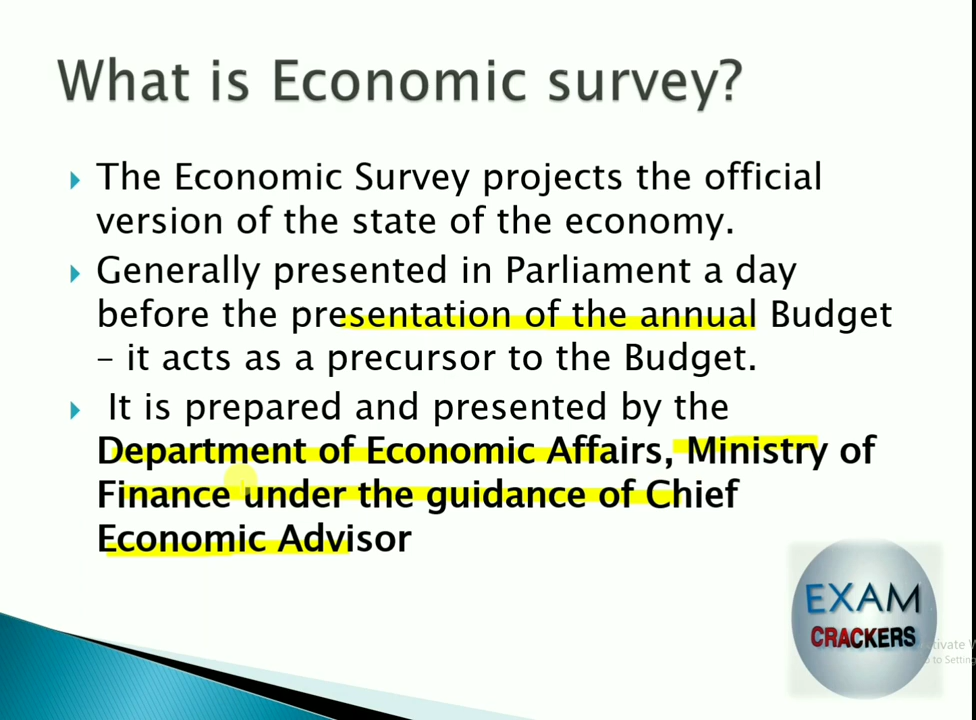 What is Economic survey?
The Economic Survey projects the official
version of the state of the economy.
Generally presented in Parliament a day
before the presentation of the annual Budget
– it acts as a precursor to the Budget.
It is prepared and presented by the
Department of Economic Affairs, Ministry of
Finance under the guidance of Chief
Economic Advisor
EXAM
CRACKERS